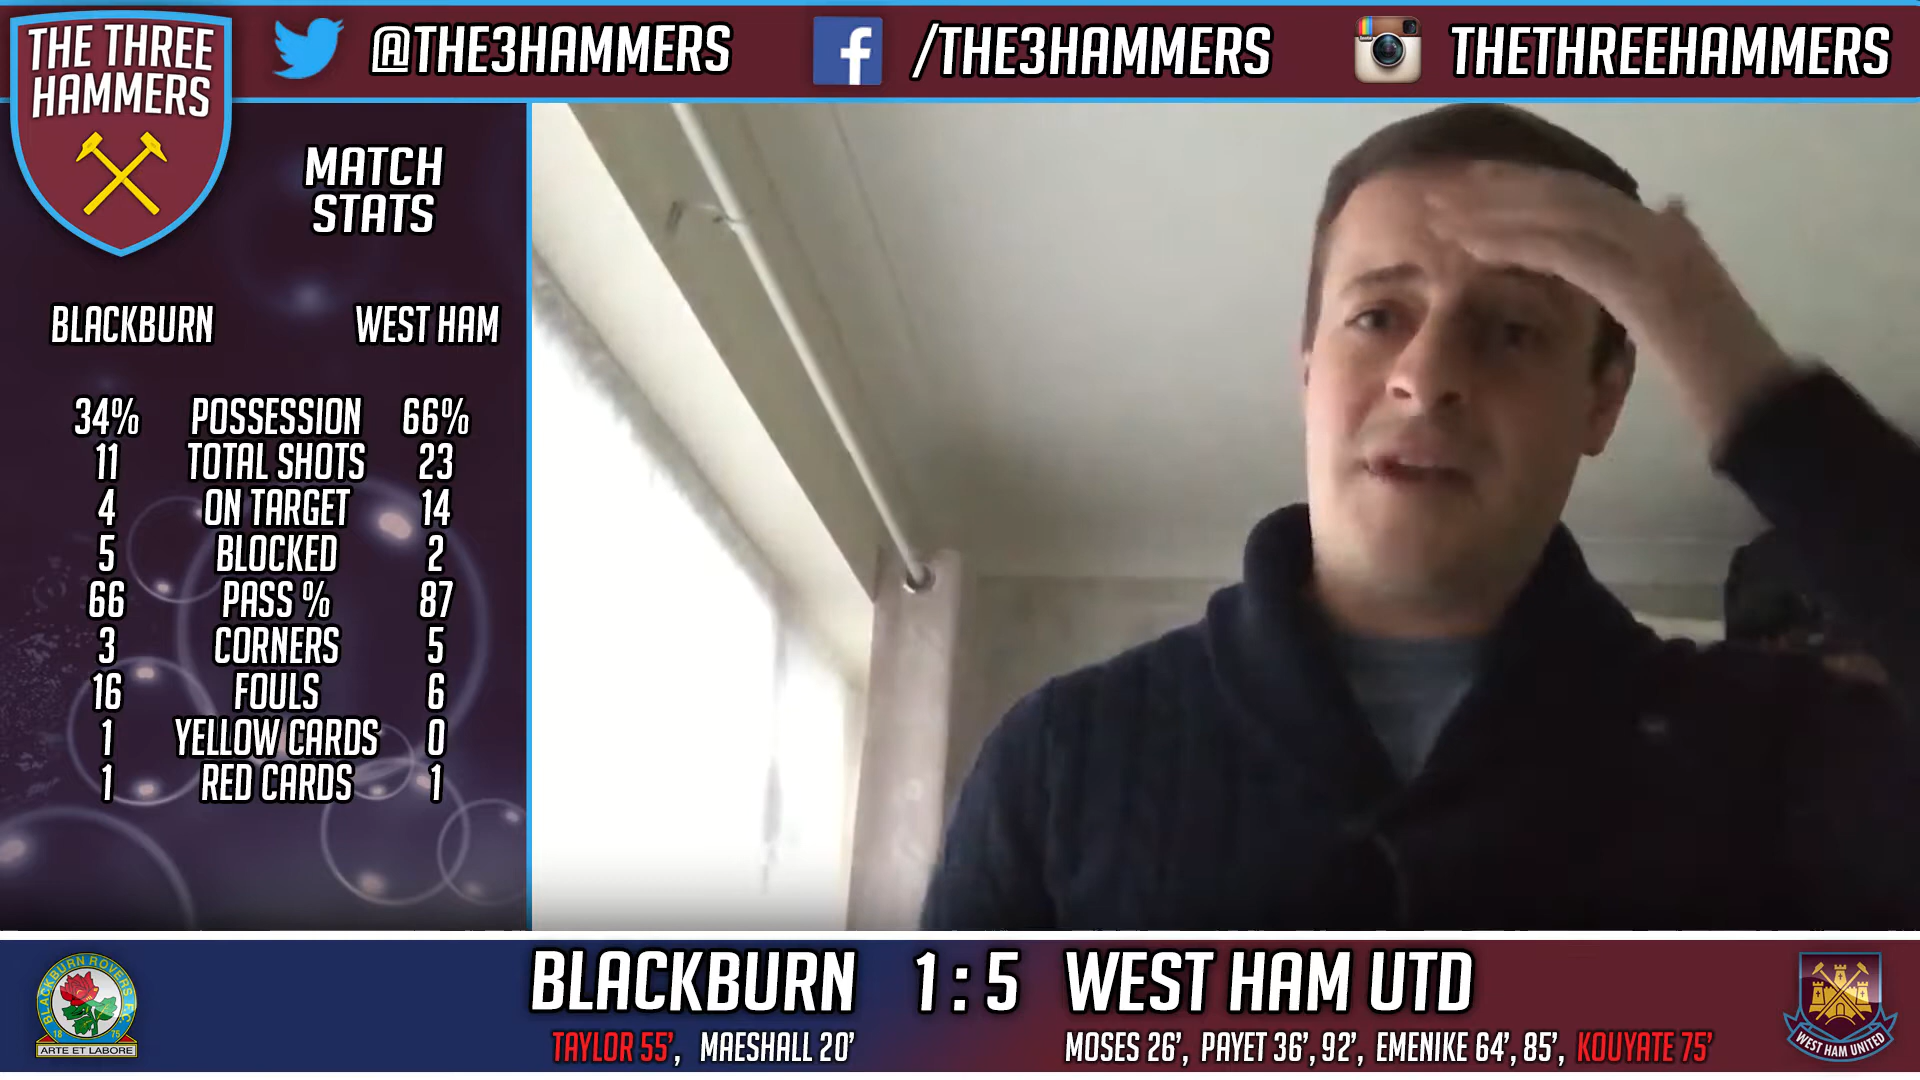 THE THREE
HAMMERS
@THE3HAMMERS
/THE3HAMMERS
THETHREEHAMMERS
MATCH
STATS
BLACKBURN WEST HAM
34% POSSESSION 66%
11 TOTAL SHOTS 23
4 ON TARGET 14
5 BLOCKED 2
66 PASS % 87
3 CORNERS 5
16 FOULS 6
1 YELLOW CARDS 0
1 RED CARDS 1
BLACKBURN ROVERS F.C.
18 75
ARTE ET LABORE
BLACKBURN 1 : 5 WEST HAM UTD
TAYLOR 55', MAESHALL 20'
MOSES 26', PAYET 36', 92', EMENIKE 64', 85', KOUYATE 75'
WEST HAM UNITED